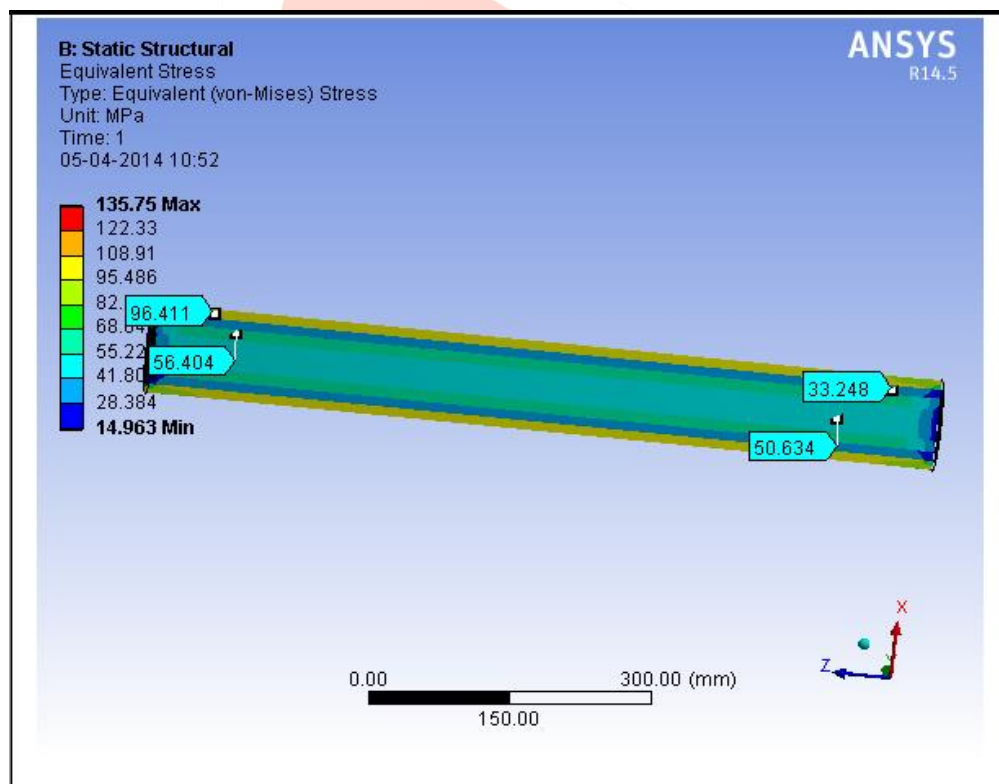 B: Static Structural
Equivalent Stress
Type: Equivalent (von-Mises) Stress
Unit: MPa
Time: 1
05-04-2014 10:52
ANSYS
R14.5
135.75 Max
122.33
108.91
95.486
96.411
56.404
28.384
14.963 Min
33.248
50.634
X
Z
0.00
300.00 (mm)
150.00